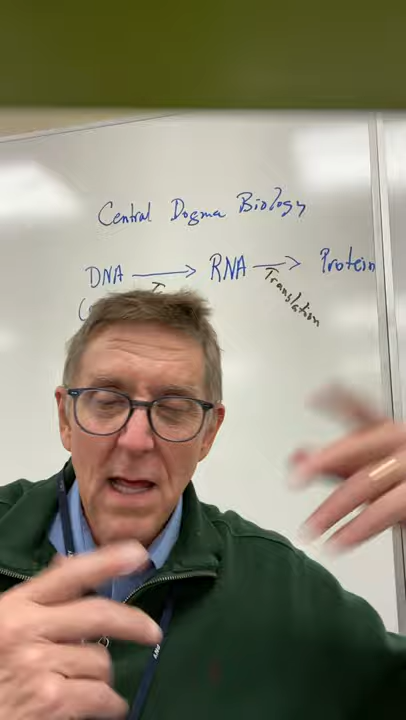 Central Dogma Biology
DNA → RNA → Protein
T
Translation
(